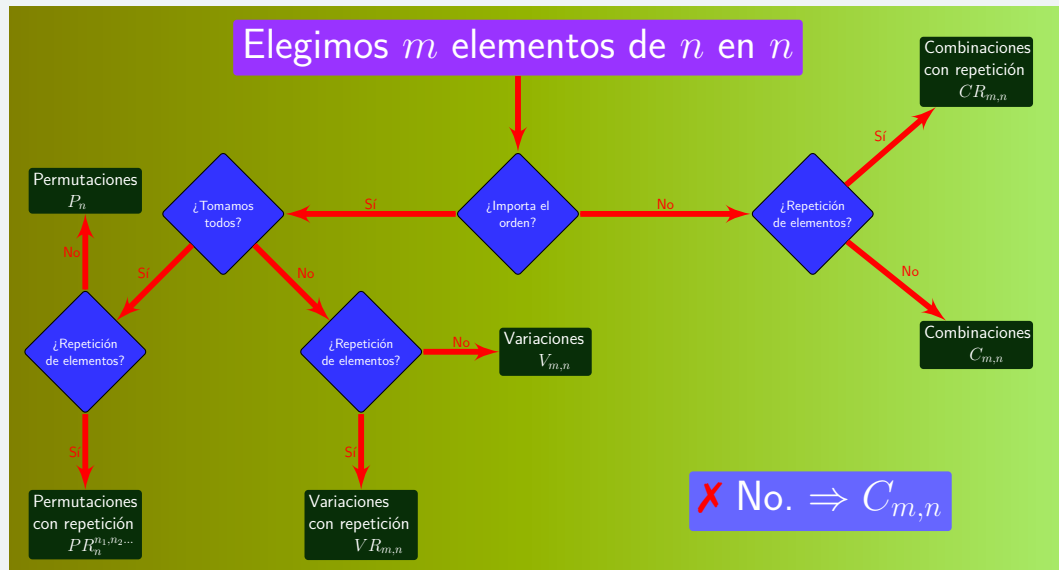 Elegimos m elementos de n en n
Combinaciones
con repetición
CR_{m,n}
Sí
Permutaciones
P_n
¿Tomamos
todos?
Sí
¿Importa el
orden?
No
¿Repetición
de elementos?
No
Sí
No
No
¿Repetición
de elementos?
¿Repetición
de elementos?
No
Variaciones
V_{m,n}
Combinaciones
C_{m,n}
Sí
Sí
Permutaciones
con repetición
PR_n^{n_1,n_2...}
Variaciones
con repetición
VR_{m,n}
✗ No. ⇒ C_{m,n}